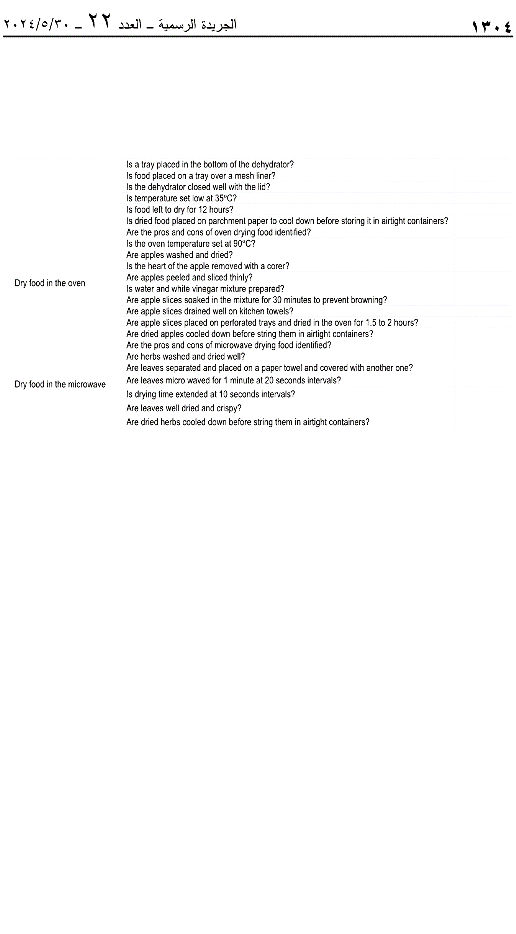 ١٣٠٤ الجريدة الرسمية ـ العدد ٢٢ ـ ٢٠٢٤/٥/٣٠
Is a tray placed in the bottom of the dehydrator?
Is food placed on a tray over a mesh liner?
Is the dehydrator closed well with the lid?
Is temperature set low at 35°C?
Is food left to dry for 12 hours?
Is dried food placed on parchment paper to cool down before storing it in airtight containers?
Are the pros and cons of oven drying food identified?
Is the oven temperature set at 90°C?
Are apples washed and dried?
Is the heart of the apple removed with a corer?
Dry food in the oven
Are apples peeled and sliced thinly?
Is water and white vinegar mixture prepared?
Are apple slices soaked in the mixture for 30 minutes to prevent browning?
Are apple slices drained well on kitchen towels?
Are apple slices placed on perforated trays and dried in the oven for 1.5 to 2 hours?
Are dried apples cooled down before string them in airtight containers?
Are the pros and cons of microwave drying food identified?
Are herbs washed and dried well?
Are leaves separated and placed on a paper towel and covered with another one?
Dry food in the microwave
Are leaves micro waved for 1 minute at 20 seconds intervals?
Is drying time extended at 10 seconds intervals?
Are leaves well dried and crispy?
Are dried herbs cooled down before string them in airtight containers?